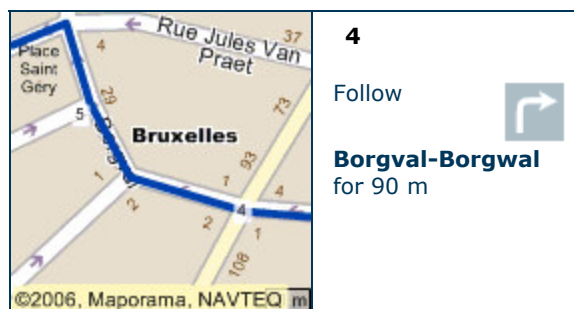 Rue Jules Van
Praet
37
Place
Saint
Géry
4
29
73
5
Bruxelles
93
1
1
4
2
2
4
1
108
©2006, Maporama, NAVTEQ m
4
Follow
Borgval-Borgwal
for 90 m